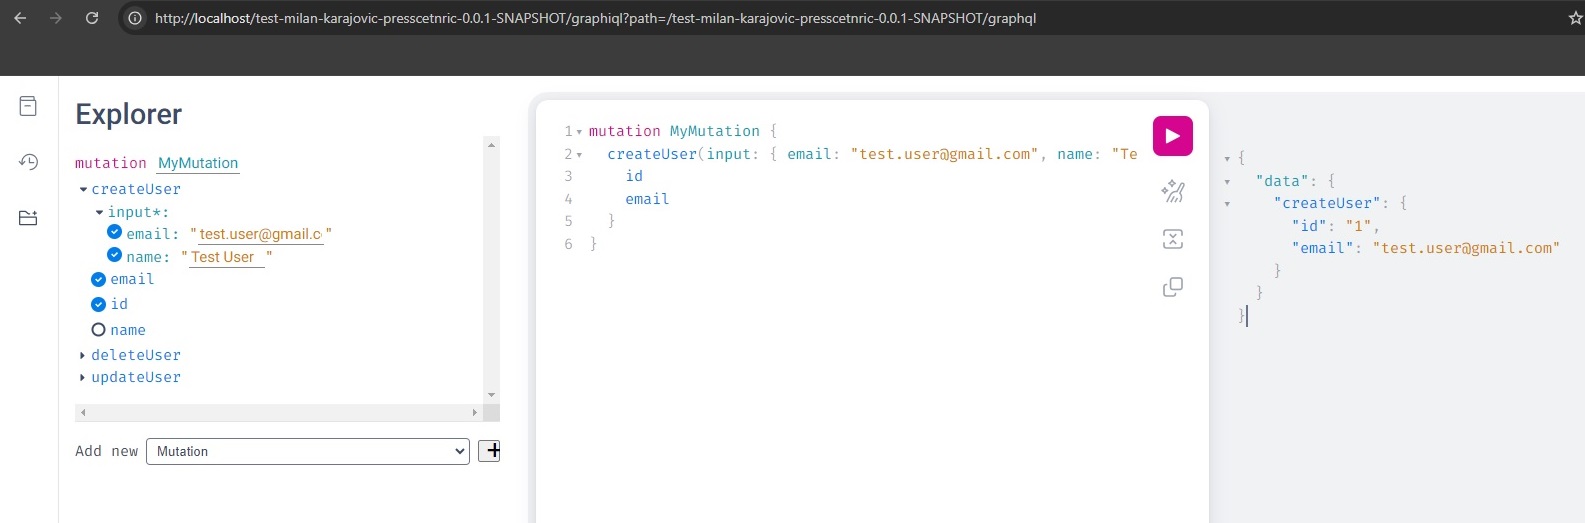 http://localhost/test-milan-karajovic-presscetnric-0.0.1-SNAPSHOT/graphiql?path=/test-milan-karajovic-presscetnric-0.0.1-SNAPSHOT/graphql
Explorer
mutation MyMutation
createUser
input*:
email: "test.user@gmail.c"
name: "Test User "
email
id
name
deleteUser
updateUser
Add new Mutation +
1 mutation MyMutation {
2 createUser(input: { email: "test.user@gmail.com", name: "Te
3 id
4 email
5 }
6 }
{
"data": {
"createUser": {
"id": "1",
"email": "test.user@gmail.com"
}
}
}